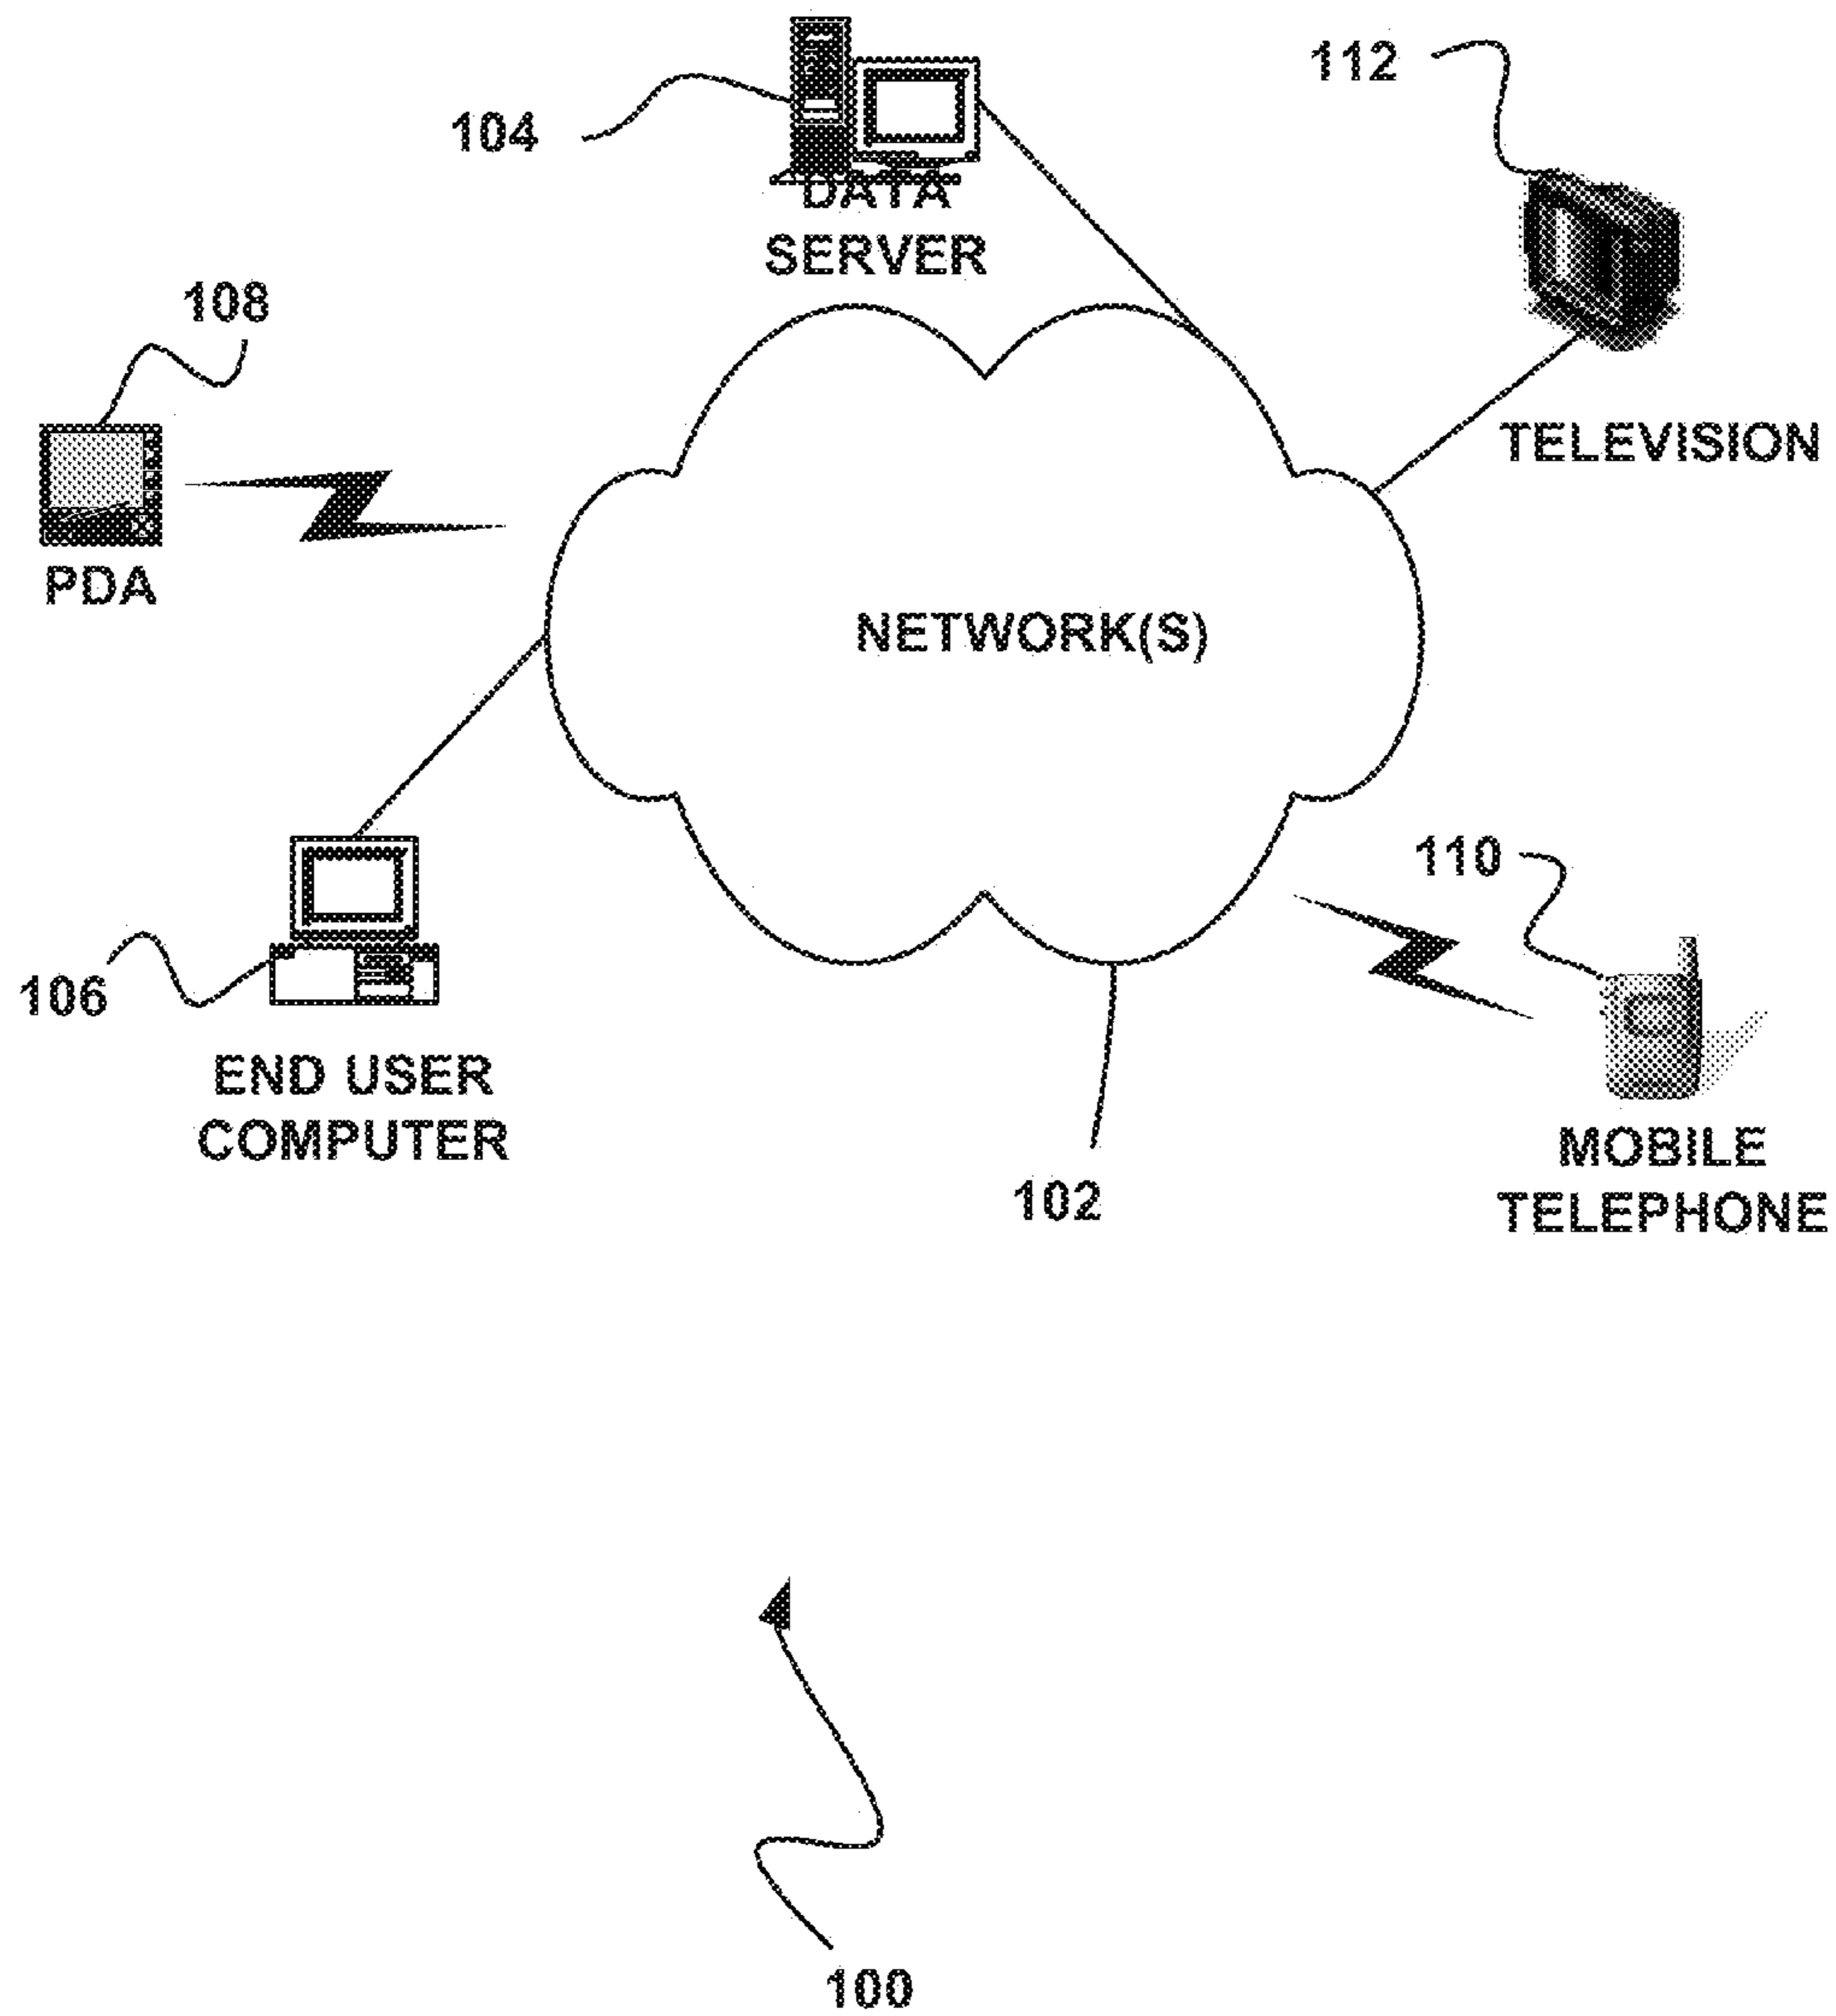 112
104
DATA
SERVER
108
TELEVISION
PDA
NETWORK(S)
110
106
END USER
COMPUTER
MOBILE
TELEPHONE
102
100